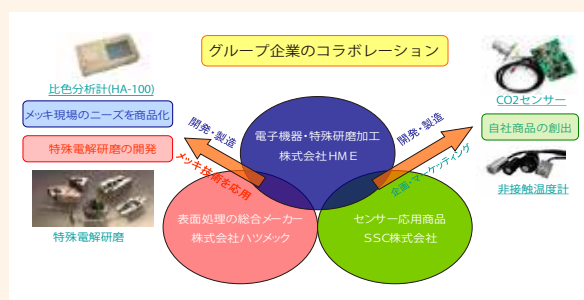 グループ企業のコラボレーション
比色分析計(HA-100)
メッキ現場のニーズを商品化
特殊電解研磨の開発
特殊電解研磨
開発・製造
メッキ技術を応用
電子機器・特殊研磨加工
株式会社HME
表面処理の総合メーカー
株式会社ハツメック
センサー応用商品
SSC株式会社
開発・製造
企画・マーケティング
CO2センサー
自社商品の創出
非接触温度計